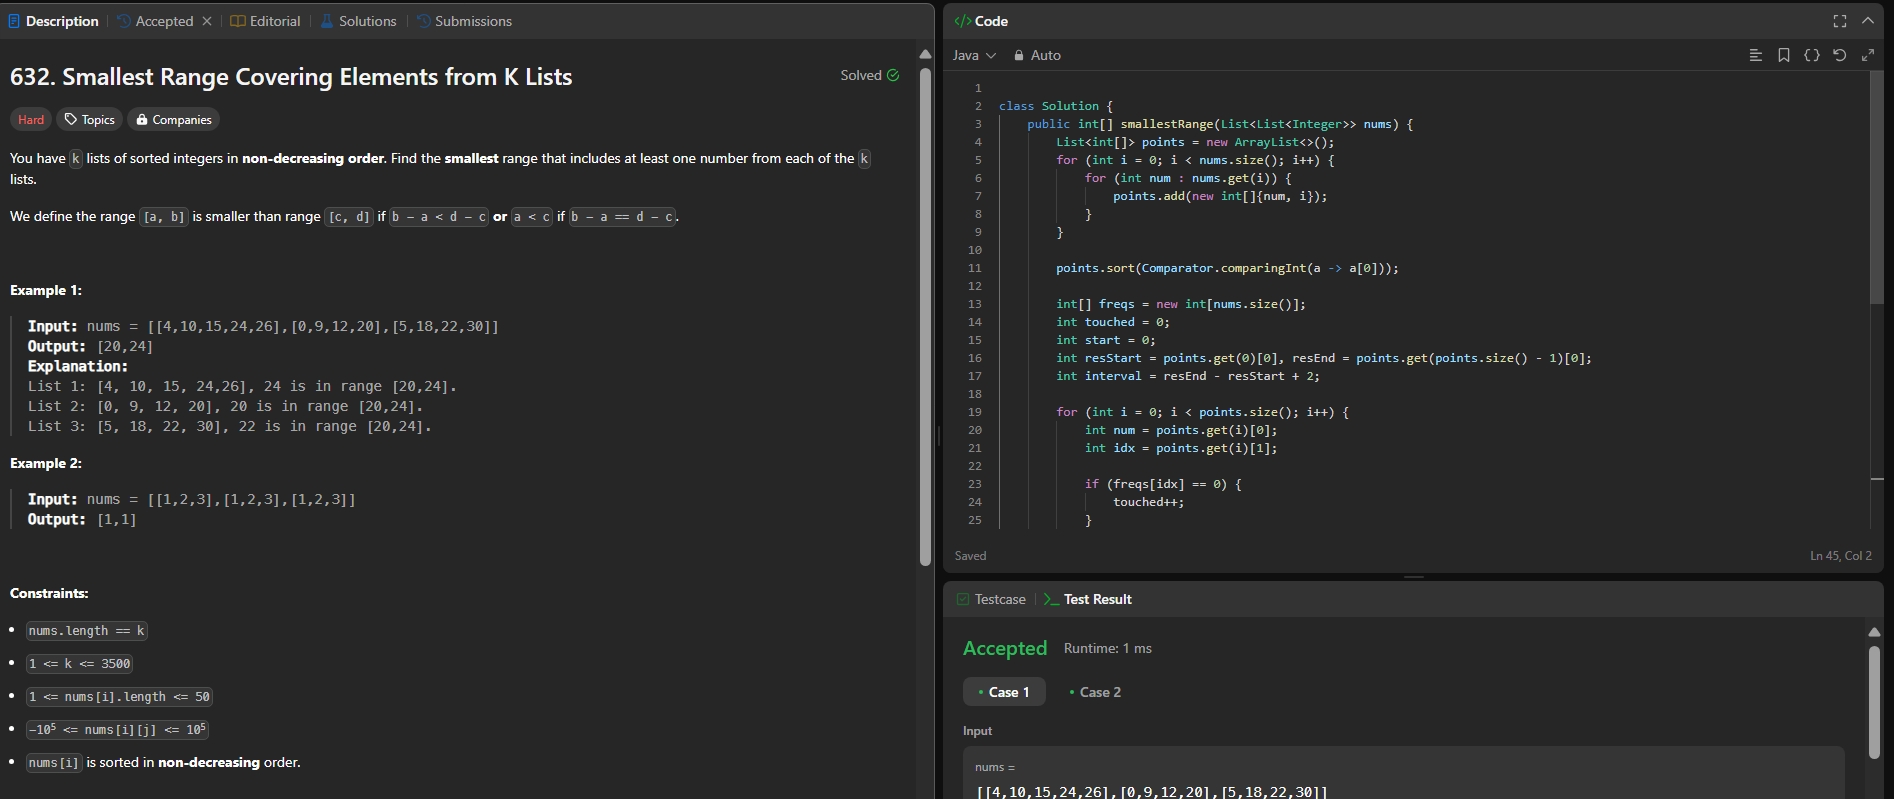 Description
Accepted
Editorial
Solutions
Submissions
632. Smallest Range Covering Elements from K Lists
Solved
Hard
Topics
Companies
You have k lists of sorted integers in non-decreasing order. Find the smallest range that includes at least one number from each of the k
lists.
We define the range [a, b] is smaller than range [c, d] if b - a < d - c or a < c if b - a == d - c.
Example 1:
Input: nums = [[4,10,15,24,26],[0,9,12,20],[5,18,22,30]]
Output: [20,24]
Explanation:
List 1: [4, 10, 15, 24,26], 24 is in range [20,24].
List 2: [0, 9, 12, 20], 20 is in range [20,24].
List 3: [5, 18, 22, 30], 22 is in range [20,24].
Example 2:
Input: nums = [[1,2,3],[1,2,3],[1,2,3]]
Output: [1,1]
Constraints:
• nums.length == k
• 1 <= k <= 3500
• 1 <= nums[i].length <= 50
• -10⁵ <= nums[i][j] <= 10⁵
• nums[i] is sorted in non-decreasing order.
</> Code
Java
Auto
1
2 class Solution {
3 public int[] smallestRange(List<List<Integer>> nums) {
4 List<int[]> points = new ArrayList<>();
5 for (int i = 0; i < nums.size(); i++) {
6 for (int num : nums.get(i)) {
7 points.add(new int[]{num, i});
8 }
9 }
10
11 points.sort(Comparator.comparingInt(a -> a[0]));
12
13 int[] freqs = new int[nums.size()];
14 int touched = 0;
15 int start = 0;
16 int resStart = points.get(0)[0], resEnd = points.get(points.size() - 1)[0];
17 int interval = resEnd - resStart + 2;
18
19 for (int i = 0; i < points.size(); i++) {
20 int num = points.get(i)[0];
21 int idx = points.get(i)[1];
22
23 if (freqs[idx] == 0) {
24 touched++;
25 }
Saved
Ln 45, Col 2
Testcase
Test Result
Accepted
Runtime: 1 ms
• Case 1
• Case 2
Input
nums =
[[4,10,15,24,26],[0,9,12,20],[5,18,22,30]]